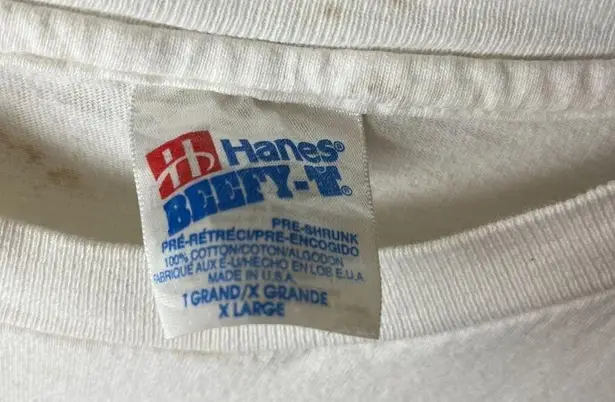 Hanes®
BEEFY-T®
PRE-SHRUNK
PRÉ-RÉTRECI/PRE-ENCOGIDO
100% COTTON/COTON/ALGODON
FABRIQUÉ AUX E-U/HECHO EN LOS E.U.A.
MADE IN U.S.A.
T GRAND/X GRANDE
X LARGE